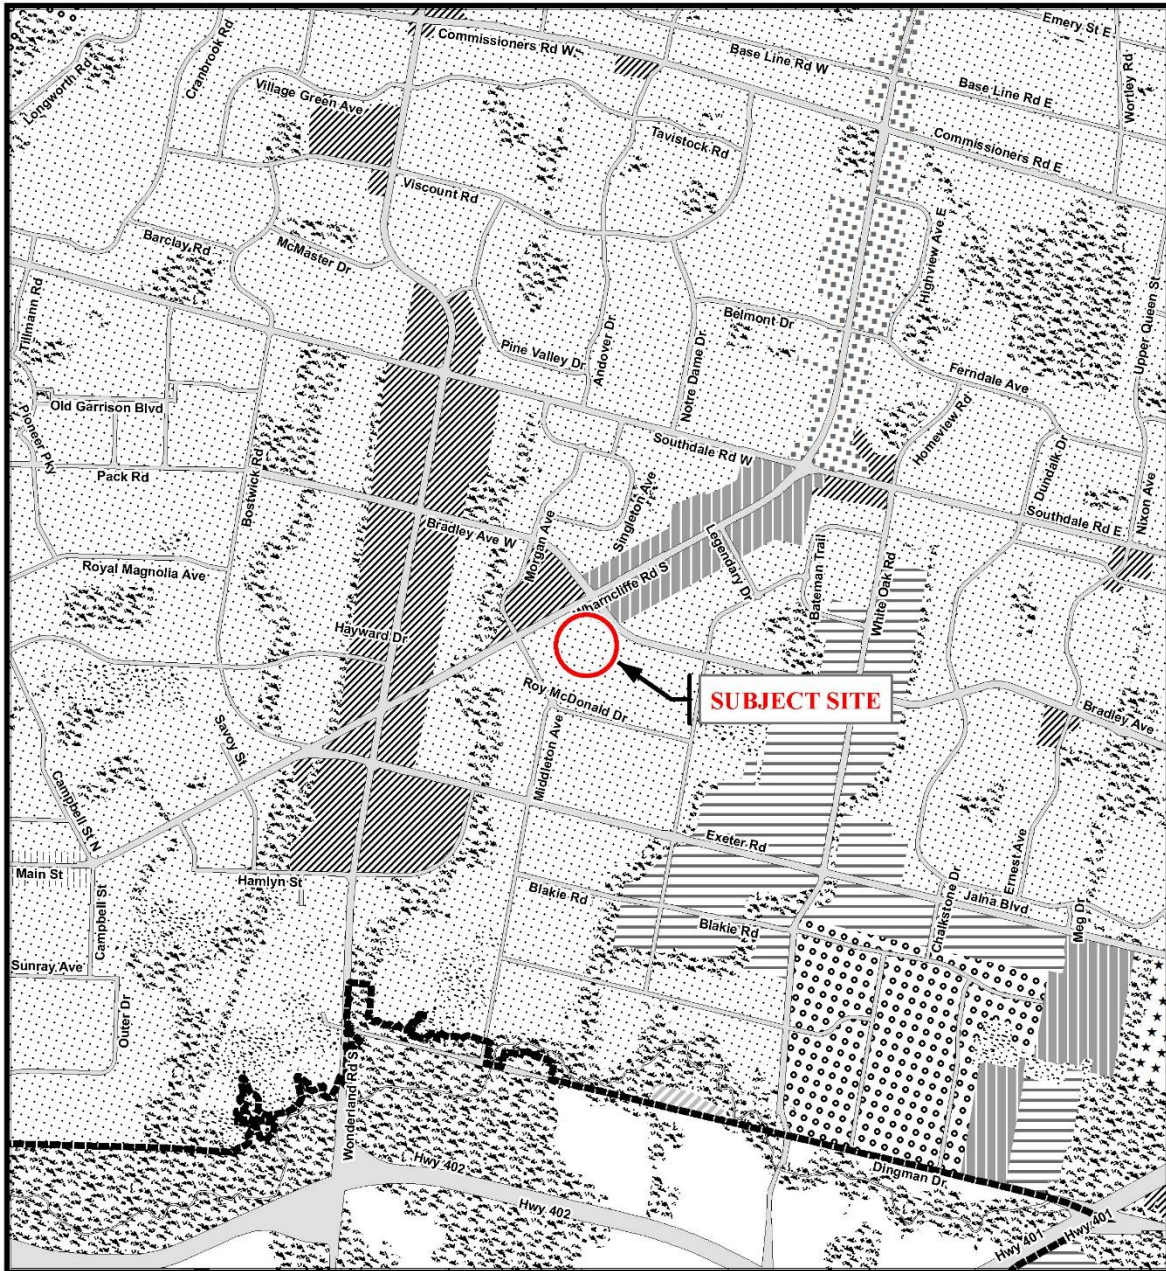 Emery St E
Commissioners Rd W
Base Line Rd W
Base Line Rd E
Wortley Rd
Cranbrook Rd
Longworth Rd
Village Green Ave
Tavistock Rd
Commissioners Rd E
Viscount Rd
Barclay Rd
McMaster Dr
Highview Ave E
Tillmann Rd
Belmont Dr
Upper Queen St
Pine Valley Dr
Andover Dr
Notre Dame Dr
Ferndale Ave
Old Garrison Blvd
Pioneer Pky
Homeview Rd
Southdale Rd W
Dundalk Dr
Pack Rd
Bostwick Rd
Singleton Ave
Southdale Rd E
Nixon Ave
Bradley Ave W
Morgan Ave
Legendary Dr
Bateman Trail
White Oak Rd
Royal Magnolia Ave
Wharncliffe Rd S
Hayward Dr
SUBJECT SITE
Roy McDonald Dr
Bradley Ave
Savoy St
Middleton Ave
Campbell St N
Exeter Rd
Main St
Hamlyn St
Ernest Ave
Blakie Rd
Jalna Blvd
Campbell St
Blakie Rd
Chalkstone Dr
Meg Dr
Sunray Ave
Outer Dr
Wonderland Rd S
Hwy 402
Dingman Dr
Hwy 402
Hwy 401
Hwy 401